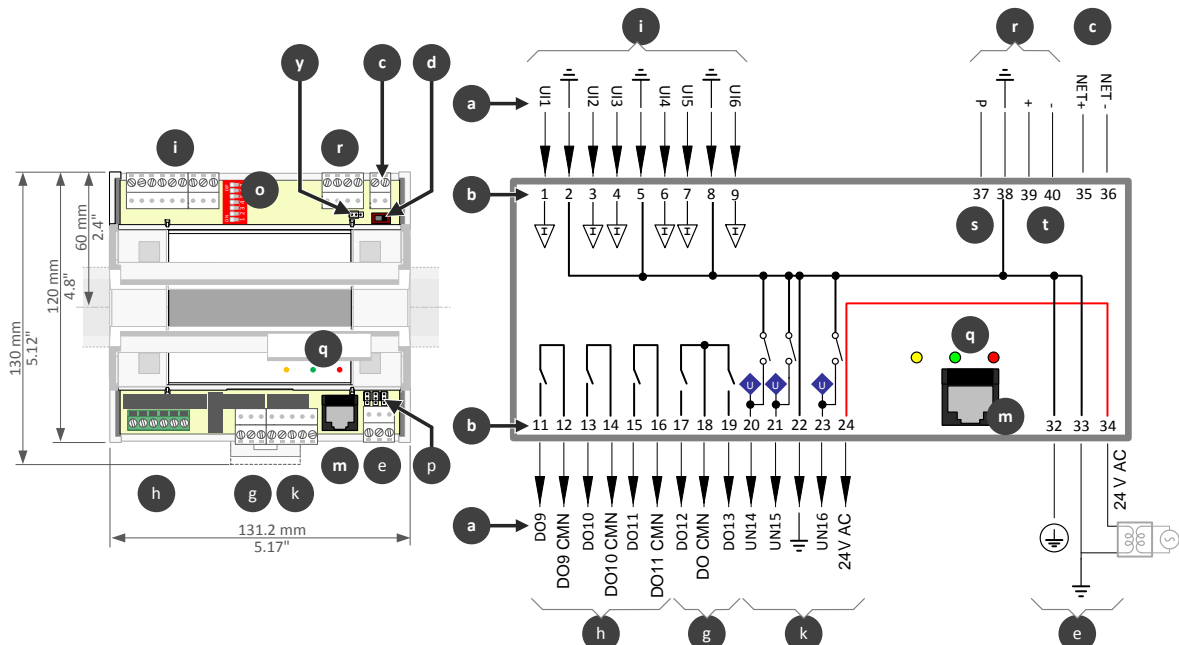 i
r
c
y
c
d
a
UI1
UI2
UI3
UI4
UI5
UI6
P
+
-
NET+
NET -
i
r
o
b
1 2 3 4 5 6 7 8 9
37 38 39 40 35 36
s
t
60 mm
2.4"
120 mm
4.8"
130 mm
5.12"
q
q
U
U
U
m
b
11 12 13 14 15 16 17 18 19 20 21 22 23 24
32 33 34
m
e
p
h
g
k
24 V AC
a
DO9
DO9 CMN
DO10
DO10 CMN
DO11
DO11 CMN
DO12
DO CMN
DO13
UN14
UN15
UN16
24V AC
131.2 mm
5.17"
h
g
k
e